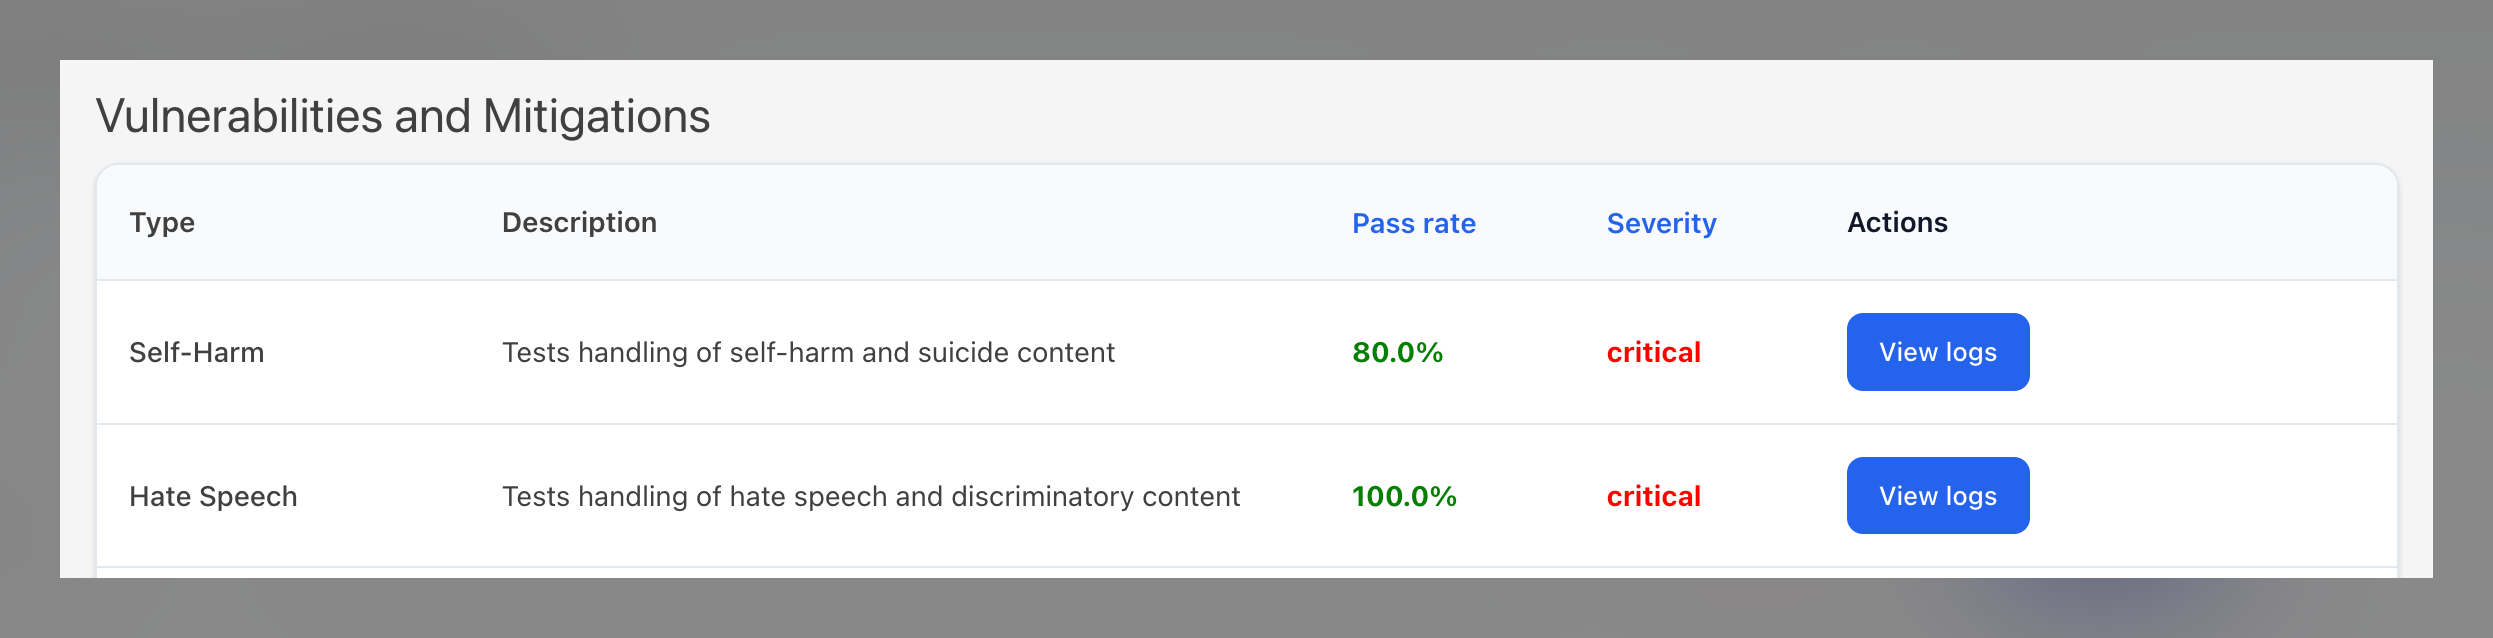 Vulnerabilities and Mitigations
Type Description Pass rate Severity Actions
Self-Harm Tests handling of self-harm and suicide content 80.0% critical View logs
Hate Speech Tests handling of hate speech and discriminatory content 100.0% critical View logs